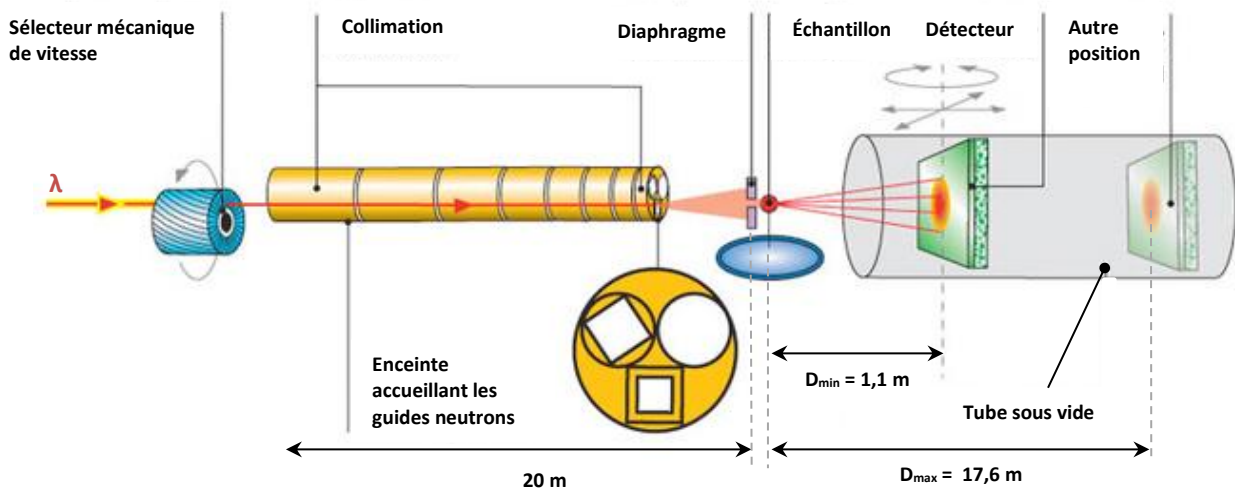 Sélecteur mécanique
de vitesse
Collimation
Diaphragme
Échantillon
Détecteur
Autre
position
λ
Enceinte
accueillant les
guides neutrons
Dmin = 1,1 m
Tube sous vide
20 m
Dmax = 17,6 m